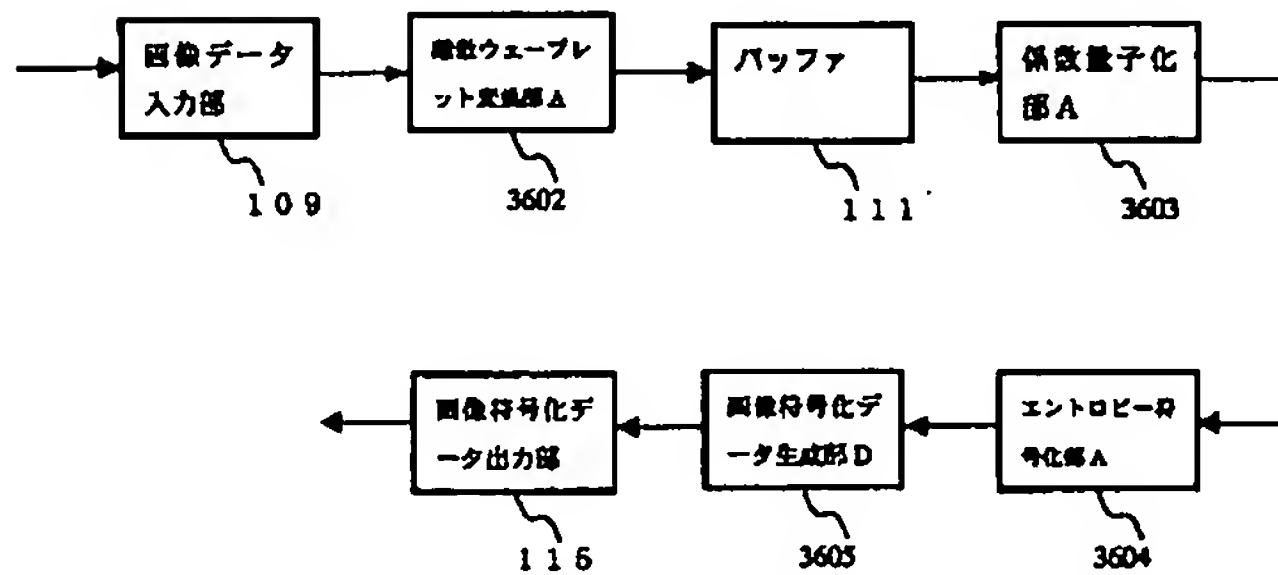 画像データ
入力部
離散ウェーブレ
ット変換部A
バッファ
係数量子化
部A
109
3602
111
3603
画像符号化デ
ータ出力部
画像符号化デ
ータ生成部D
エントロピー符
号化部A
115
3605
3604